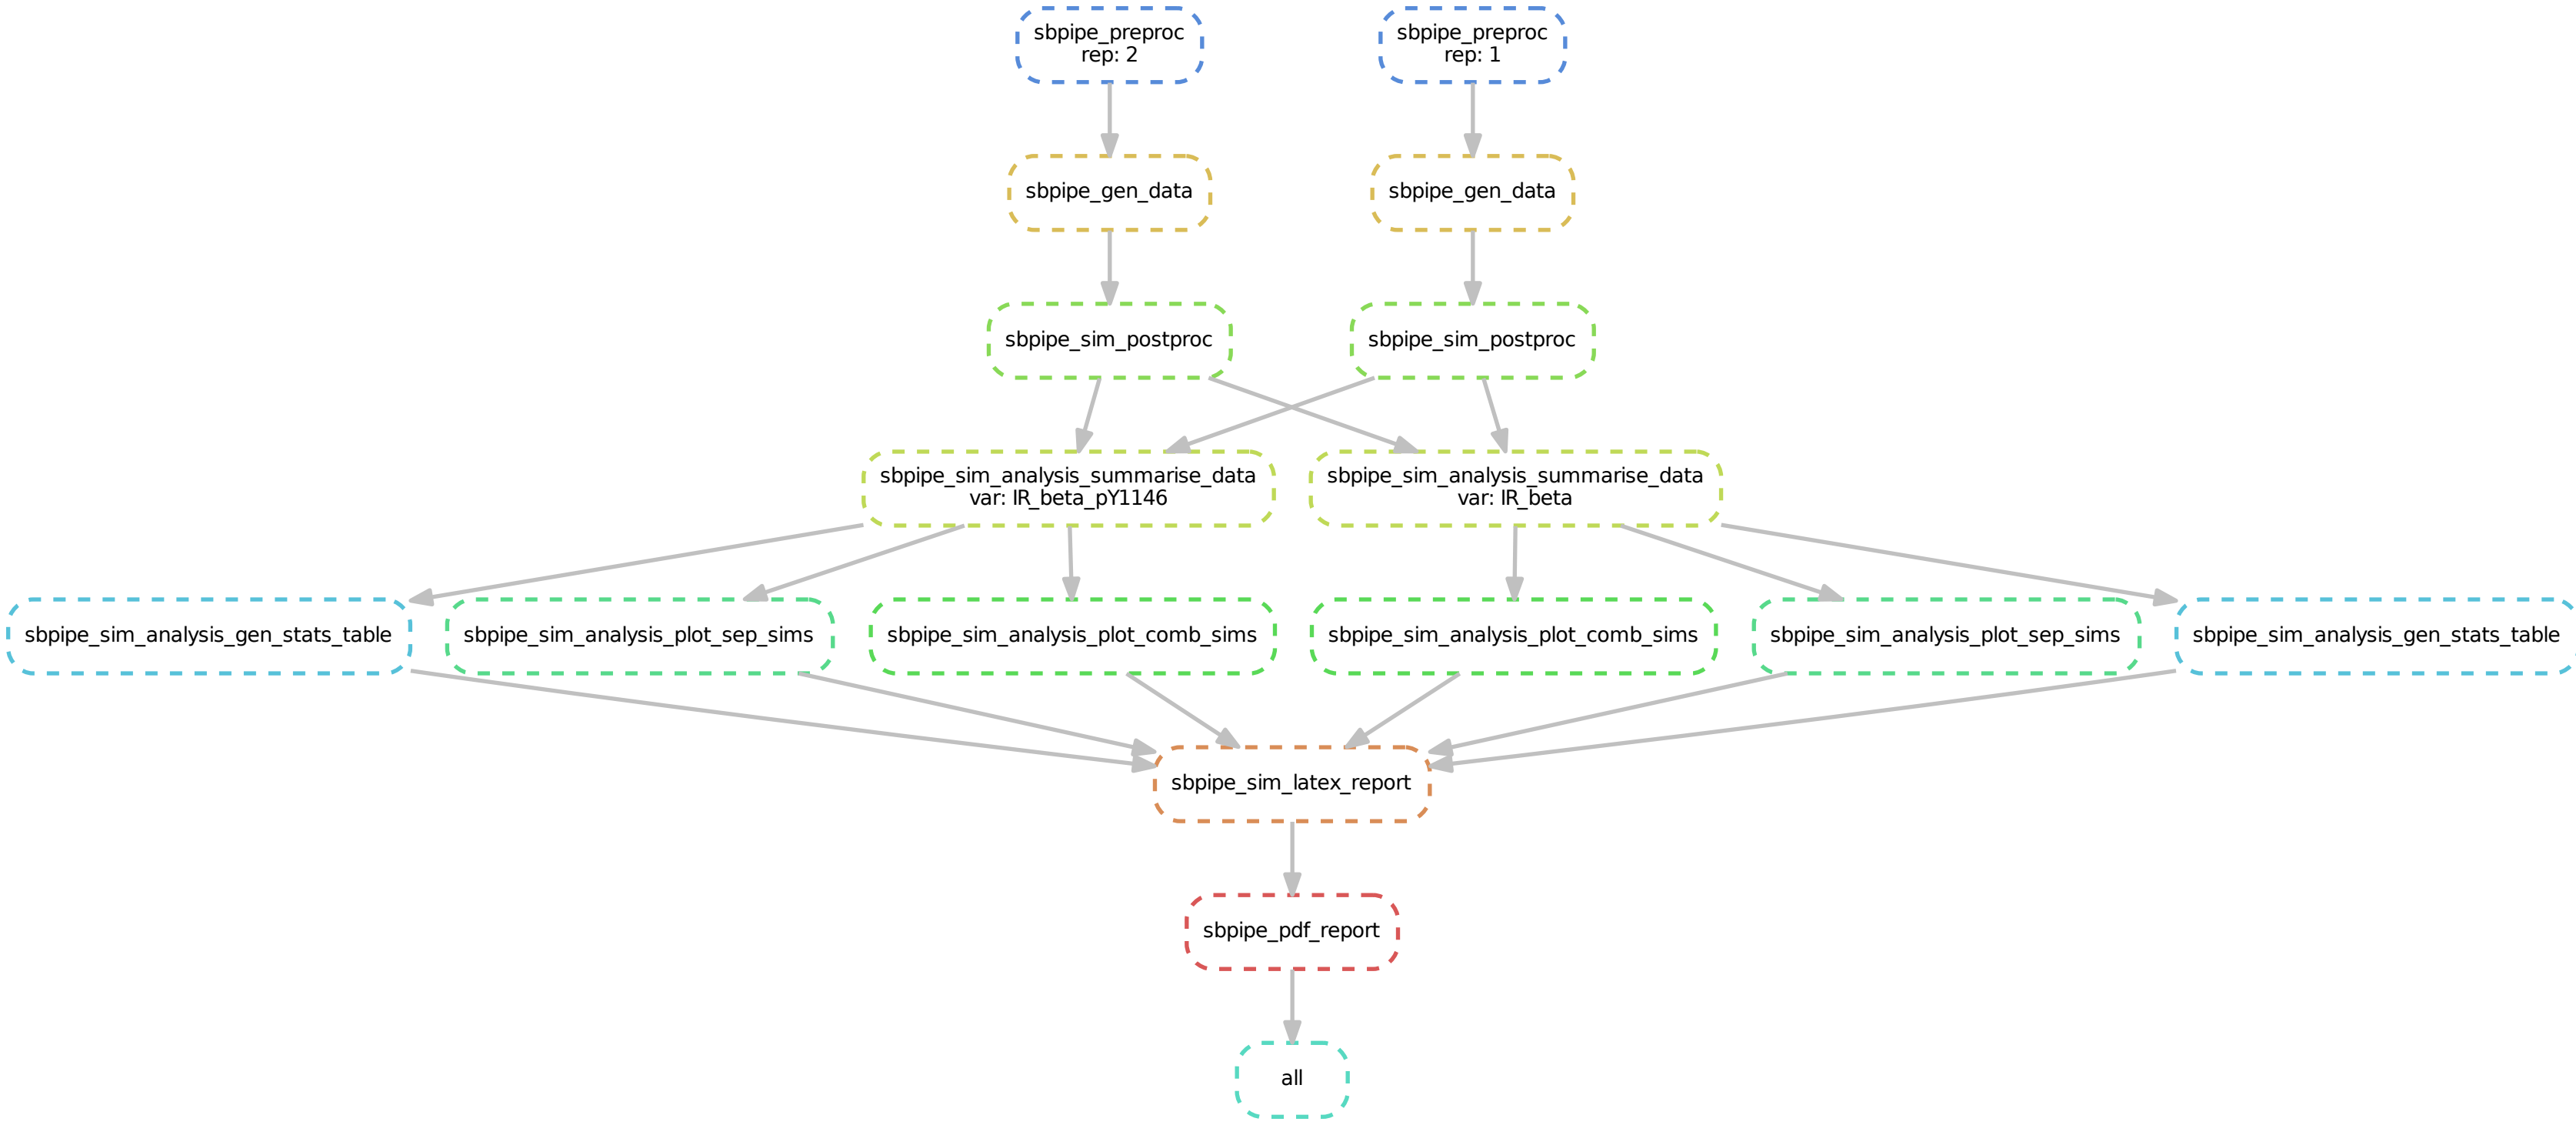 sbpipe_preproc
rep: 2
sbpipe_preproc
rep: 1
sbpipe_gen_data
sbpipe_gen_data
sbpipe_sim_postproc
sbpipe_sim_postproc
sbpipe_sim_analysis_summarise_data
var: IR_beta_pY1146
sbpipe_sim_analysis_summarise_data
var: IR_beta
sbpipe_sim_analysis_gen_stats_table
sbpipe_sim_analysis_plot_sep_sims
sbpipe_sim_analysis_plot_comb_sims
sbpipe_sim_analysis_plot_comb_sims
sbpipe_sim_analysis_plot_sep_sims
sbpipe_sim_analysis_gen_stats_table
sbpipe_sim_latex_report
sbpipe_pdf_report
all